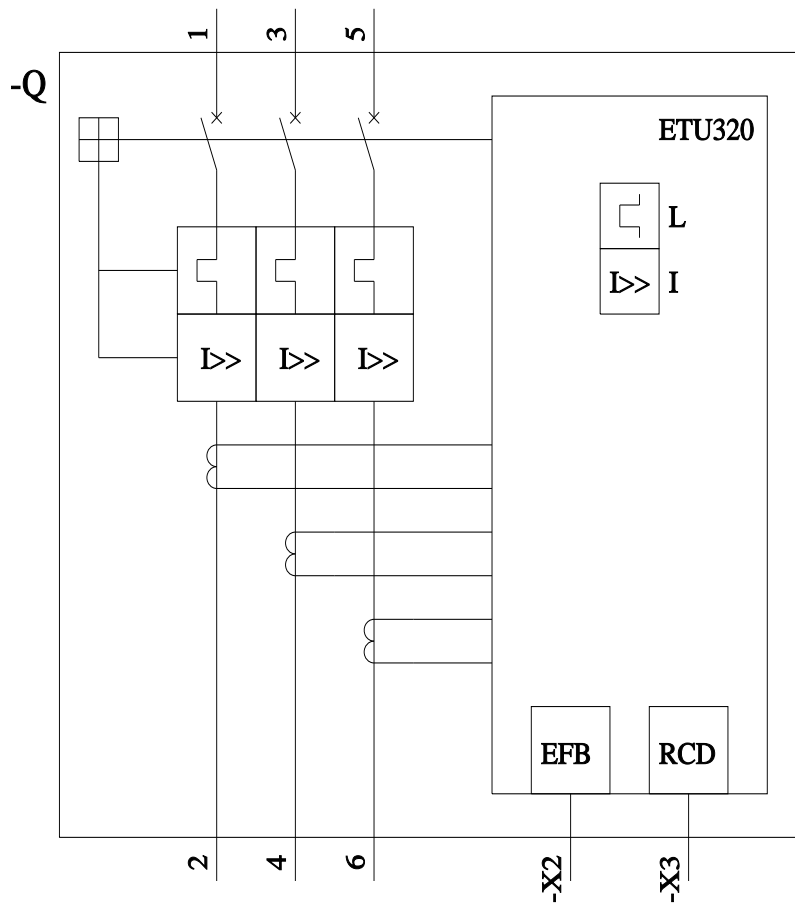 1 3 5
-Q
ETU320
L
I>> I
I>> I>> I>>
EFB RCD
2 4 6 -X2 -X3